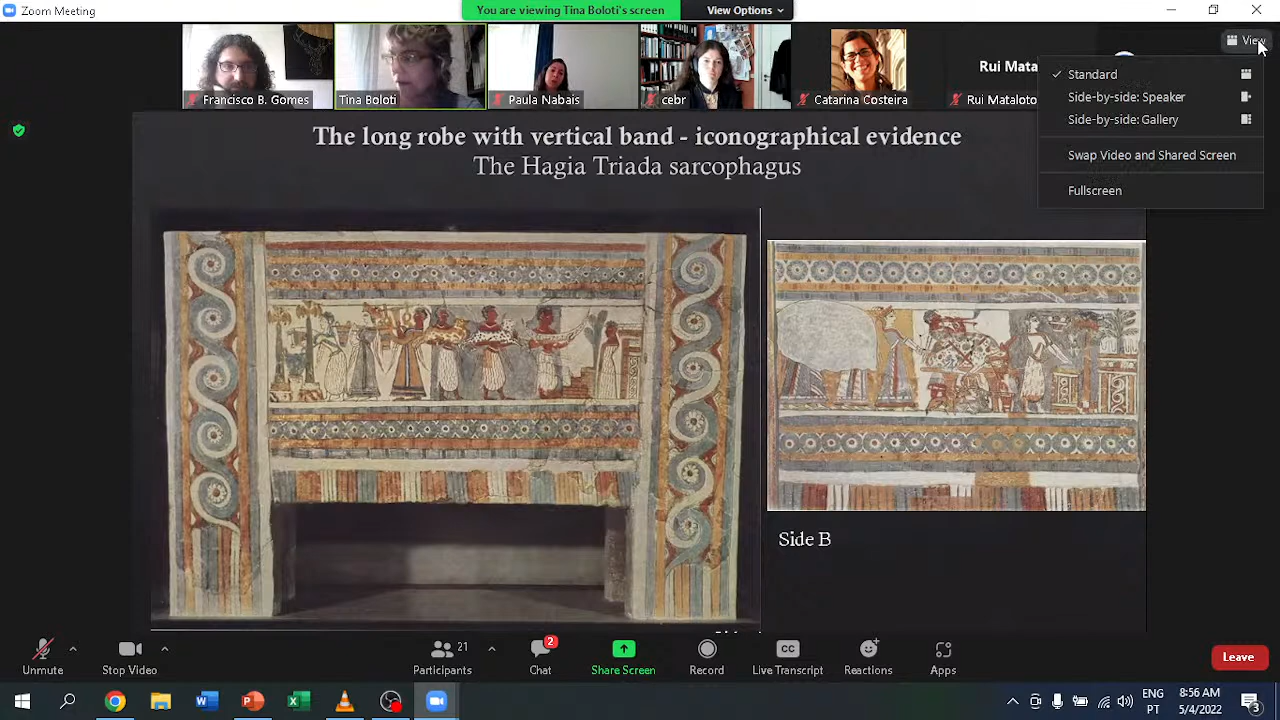 Zoom Meeting
You are viewing Tina Boloti's screen
View Options
View
Francisco B. Gomes
Tina Boloti
Paula Nabais
cebr
Catarina Costeira
Rui Mata
Rui Mataloto
Standard
Side-by-side: Speaker
Side-by-side: Gallery
Swap Video and Shared Screen
Fullscreen
The long robe with vertical band - iconographical evidence
The Hagia Triada sarcophagus
Side B
Unmute
Stop Video
Participants
21
Chat
2
Share Screen
Record
CC
Live Transcript
Reactions
Apps
Leave
ENG
PT
8:56 AM
5/4/2022
3